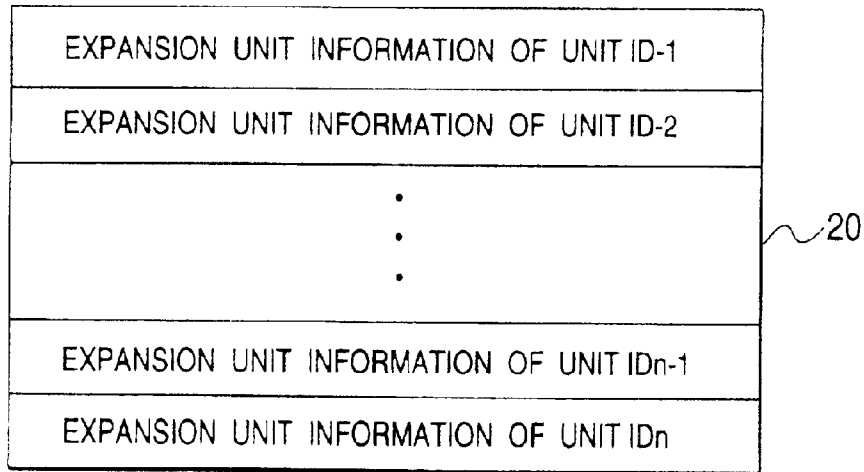 EXPANSION UNIT INFORMATION OF UNIT ID-1
EXPANSION UNIT INFORMATION OF UNIT ID-2
20
EXPANSION UNIT INFORMATION OF UNIT IDn-1
EXPANSION UNIT INFORMATION OF UNIT IDn